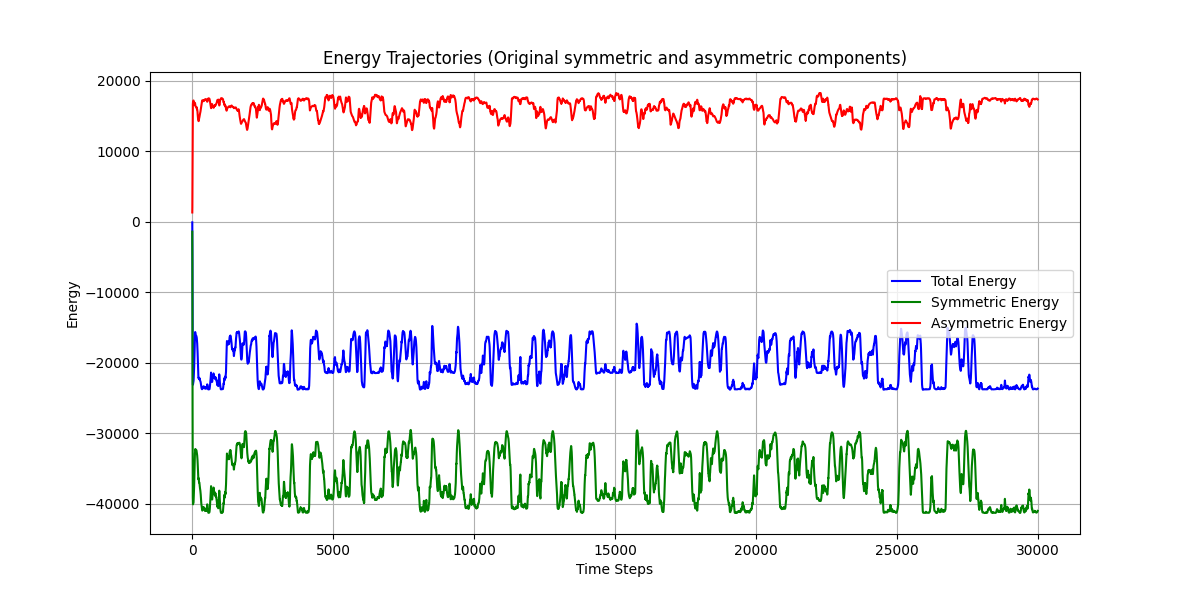 Energy Trajectories (Original symmetric and asymmetric components)
20000
10000
0
−10000
−20000
−30000
−40000
Energy
Total Energy
Symmetric Energy
Asymmetric Energy
0 5000 10000 15000 20000 25000 30000
Time Steps